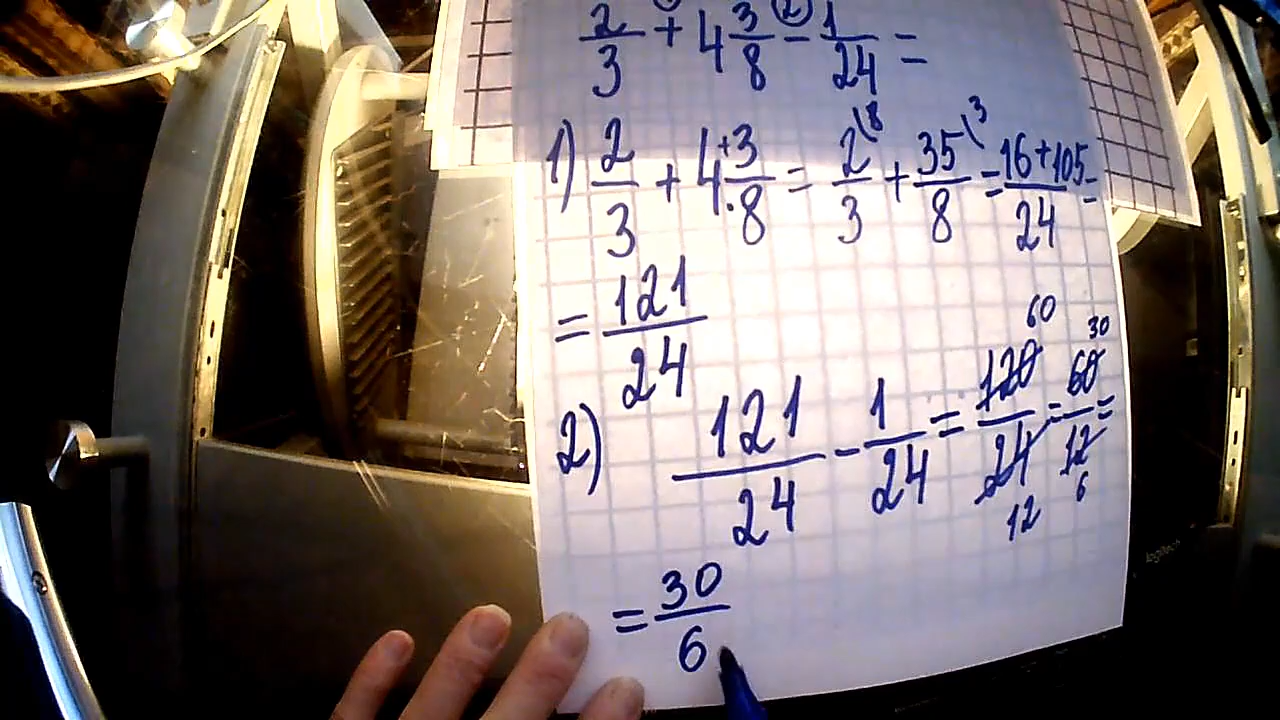 2/3 + 4 3/8 - 1/24 =
1) 2/3 + 4 3/8 = 2/3 + 35/8 = 16+105/24 =
= 121/24
2) 121/24 - 1/24 = 120/24 = 60/12 =
= 30/6
logitech